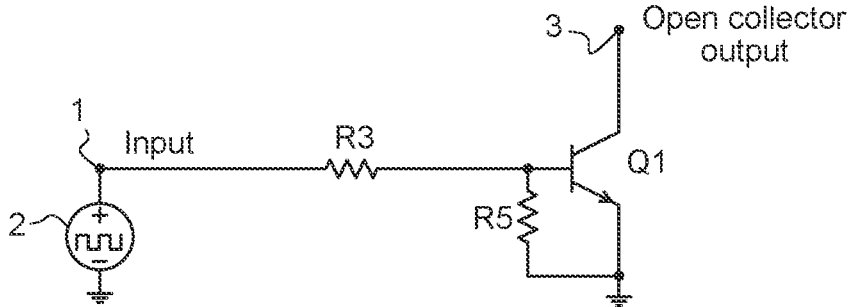 3
Open collector
output
1
Input
R3
Q1
2
+
−
R5